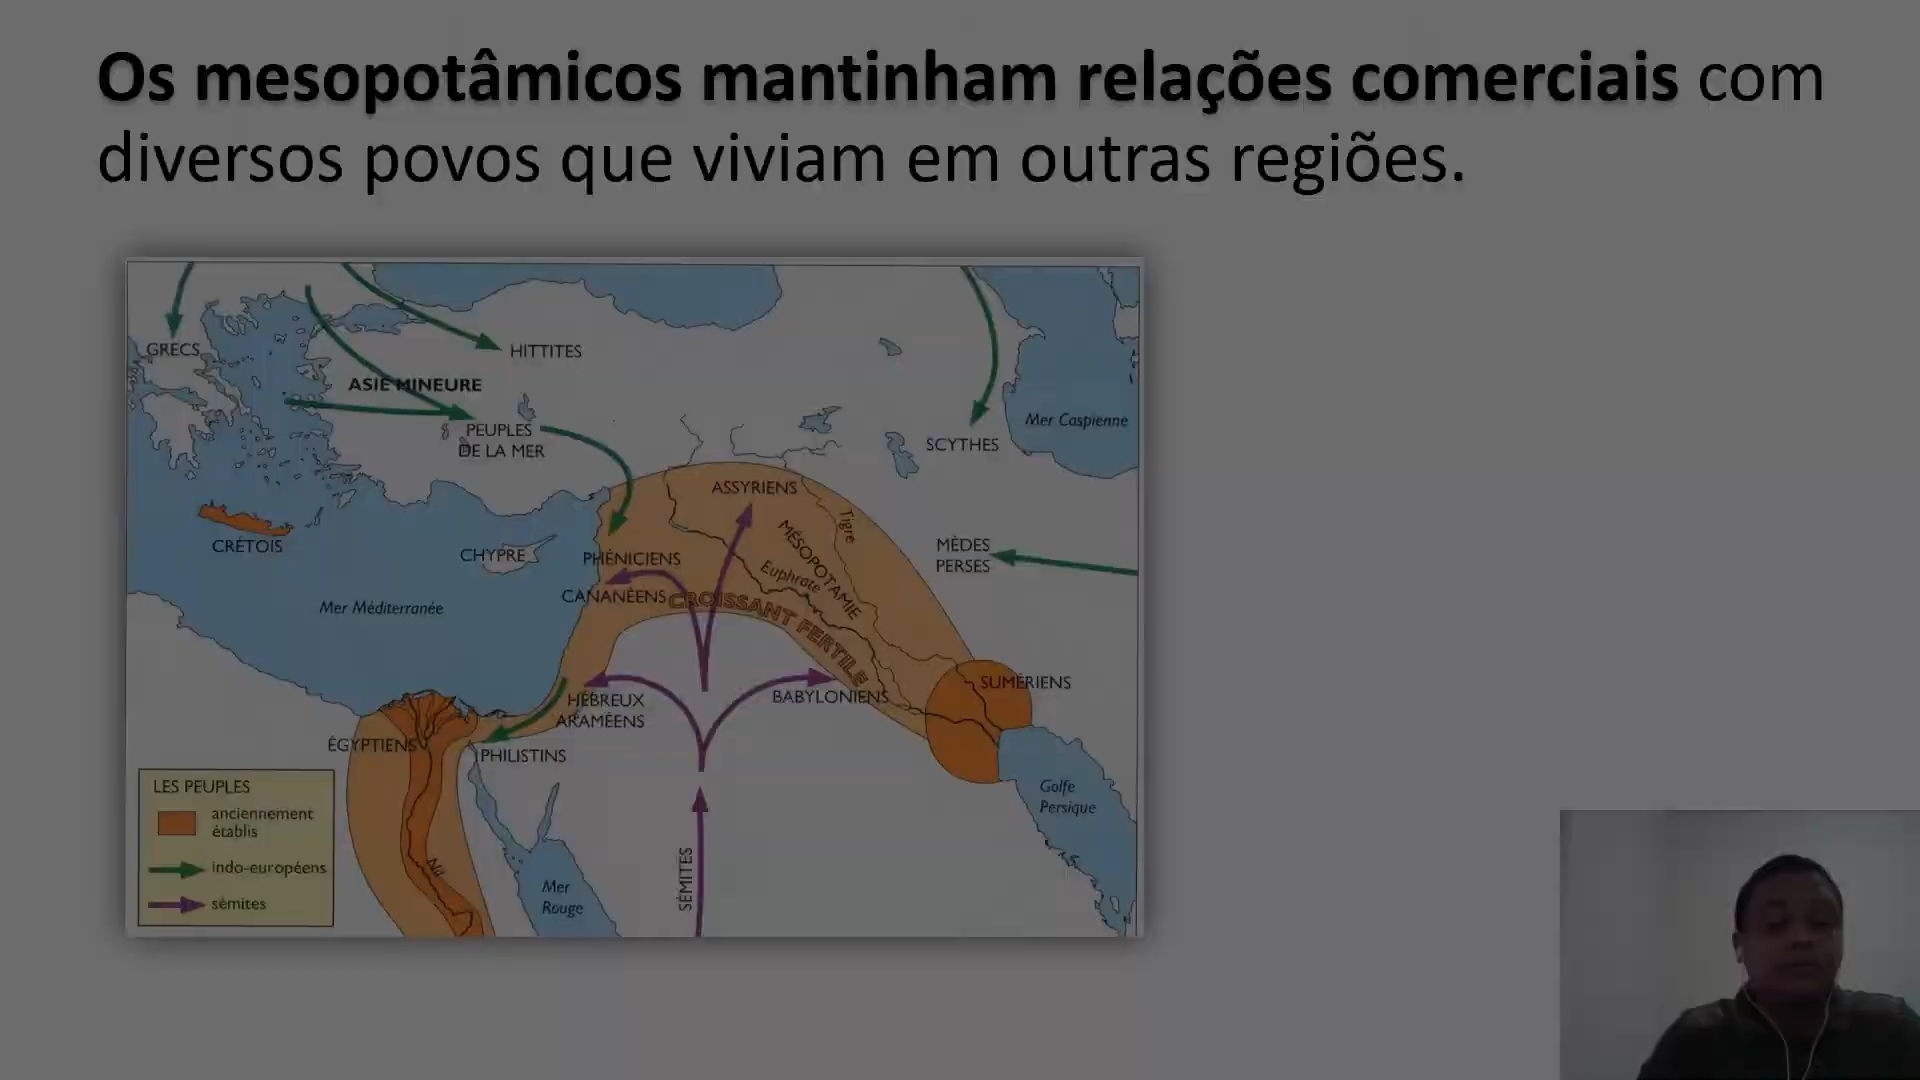 Os mesopotâmicos mantinham relações comerciais com
diversos povos que viviam em outras regiões.
GRECS
HITTITES
ASIE MINEURE
PEUPLES
DE LA MER
Mer Caspienne
SCYTHES
ASSYRIENS
Tigre
CRÉTOIS
CHYPRE
PHÉNICIENS
MÉSOPOTAMIE
MÈDES
PERSES
Euphrate
CANANÉENS
CROISSANT FERTILE
Mer Méditerranée
SUMÉRIENS
HÉBREUX
ARAMÉENS
BABYLONIENS
ÉGYPTIENS
PHILISTINS
Golfe
Persique
LES PEUPLES
anciennement
établis
indo-européens
sémites
Nil
Mer
Rouge
SÉMITES